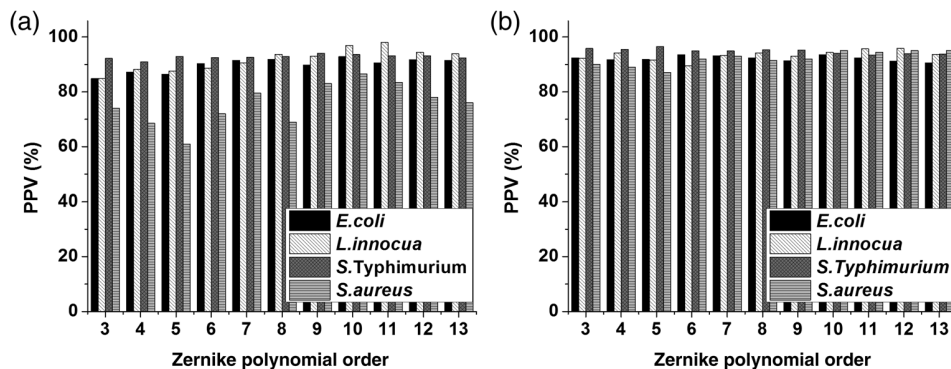 (a)
PPV (%)
100
80
60
40
20
0
E.coli
L.innocua
S.Typhimurium
S.aureus
3 4 5 6 7 8 9 10 11 12 13
Zernike polynomial order
(b)
PPV (%)
100
80
60
40
20
0
E.coli
L.innocua
S.Typhimurium
S.aureus
3 4 5 6 7 8 9 10 11 12 13
Zernike polynomial order